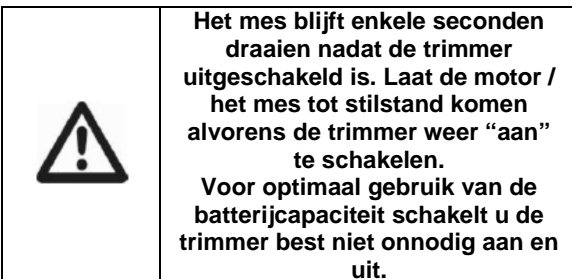 Het mes blijft enkele seconden
draaien nadat de trimmer
uitgeschakeld is. Laat de motor /
het mes tot stilstand komen
alvorens de trimmer weer “aan”
te schakelen.
Voor optimaal gebruik van de
batterijcapaciteit schakelt u de
trimmer best niet onnodig aan en
uit.